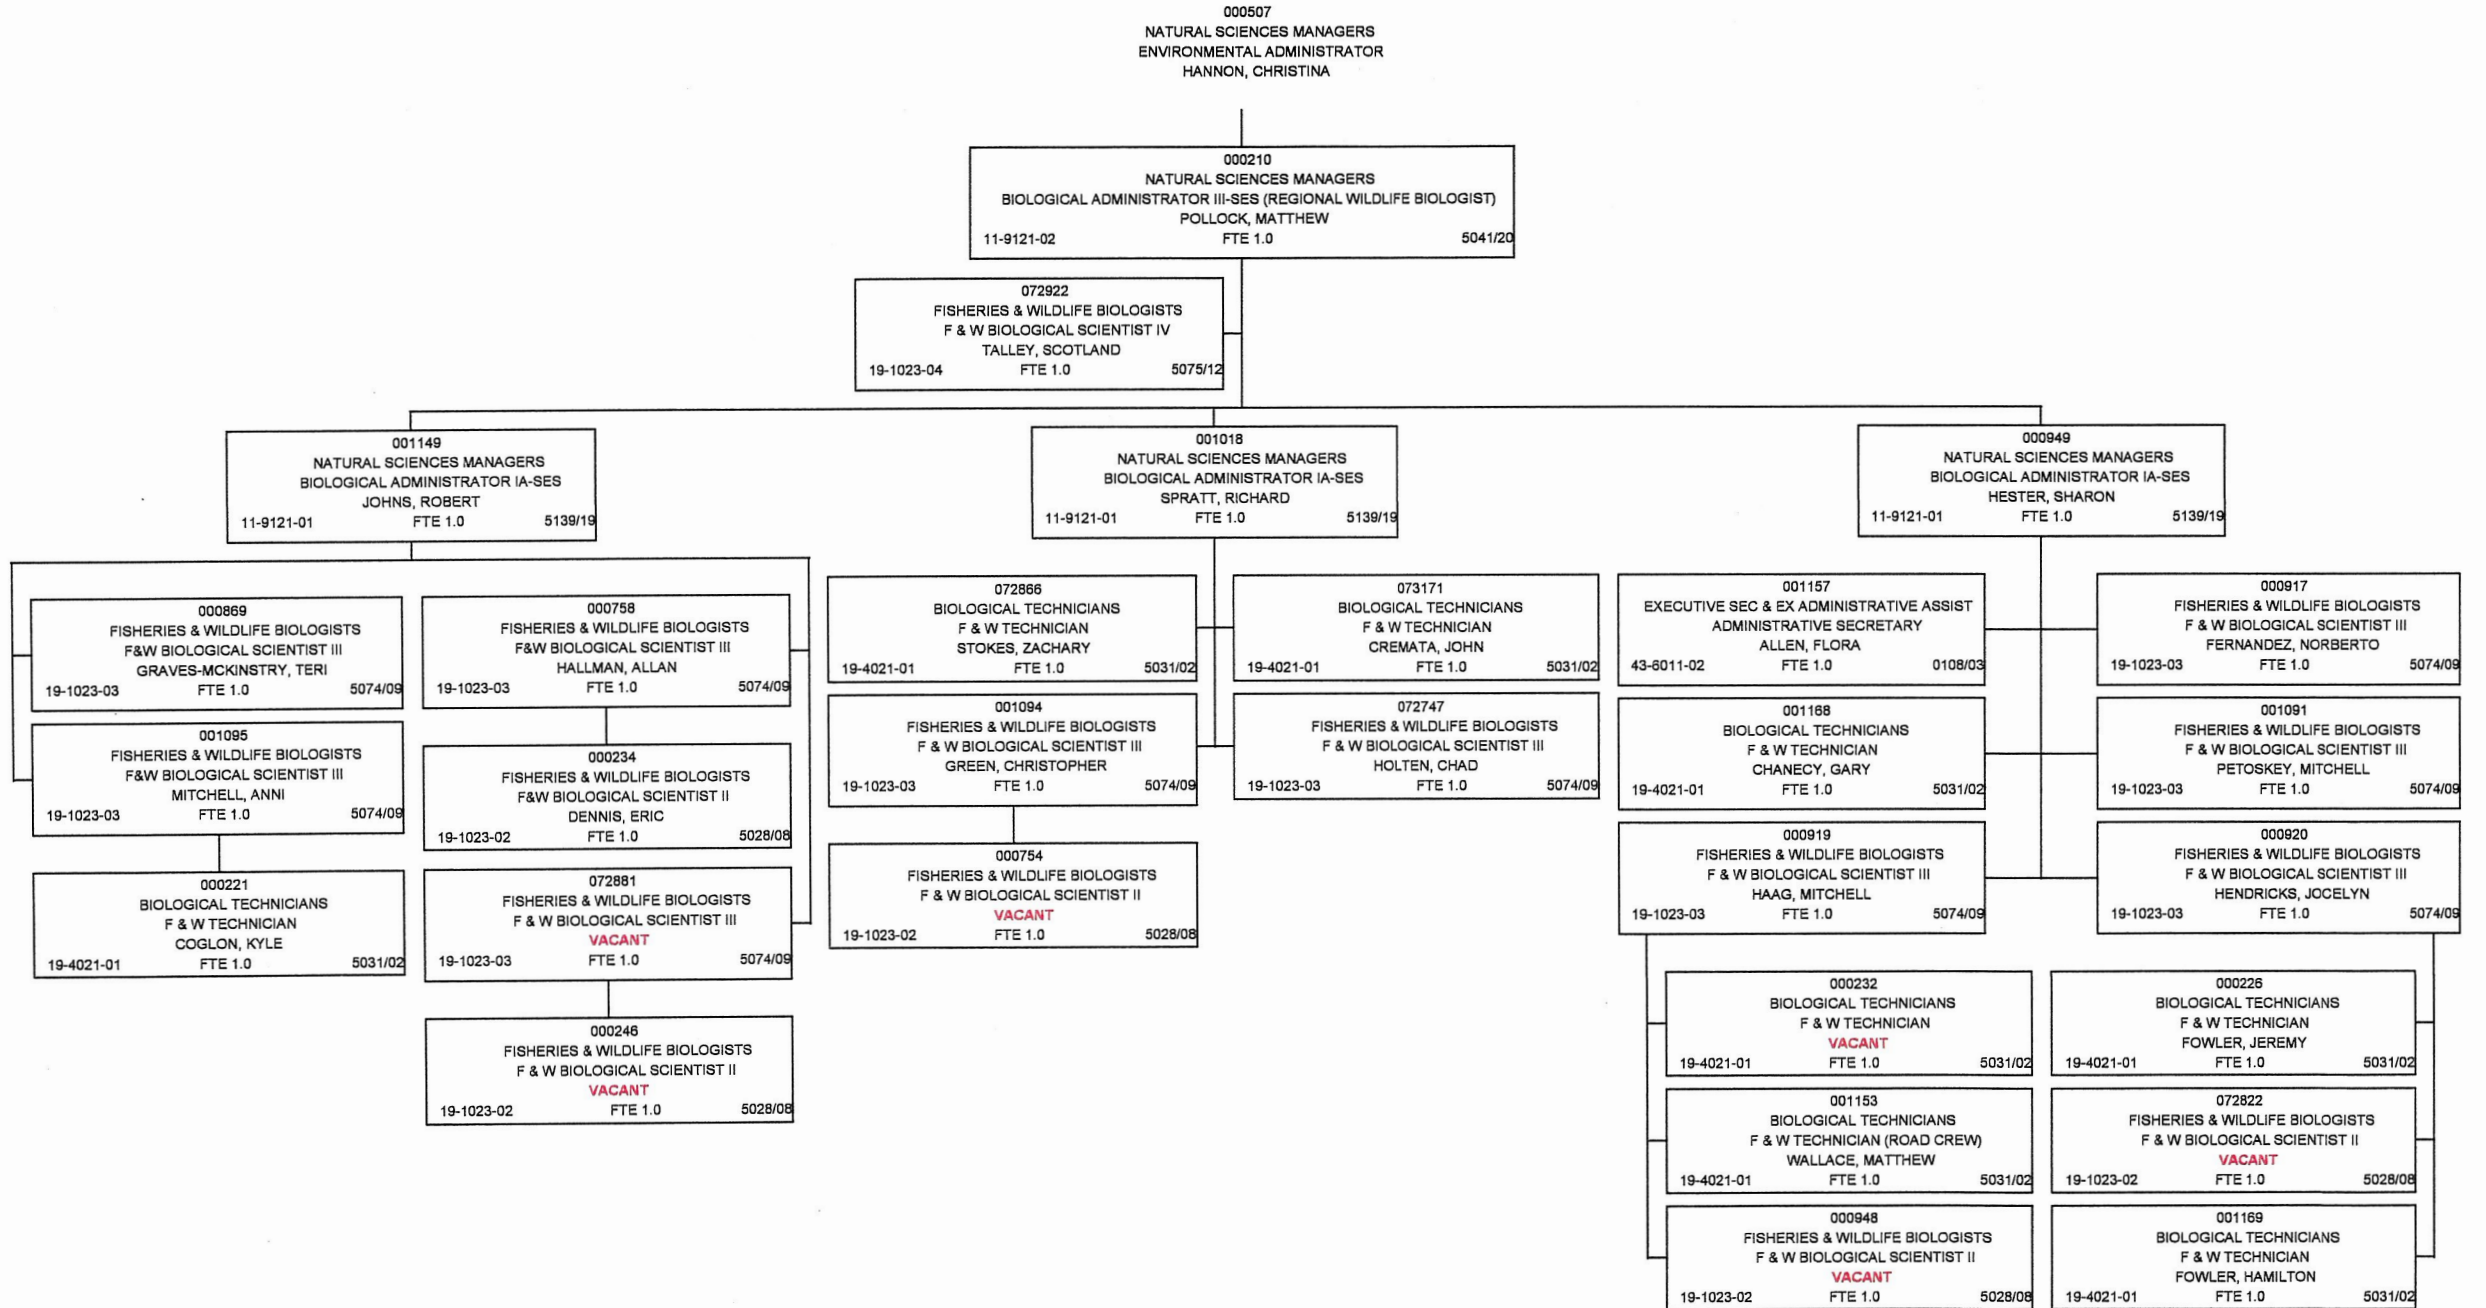 000507
NATURAL SCIENCES MANAGERS
ENVIRONMENTAL ADMINISTRATOR
HANNON, CHRISTINA
000210
NATURAL SCIENCES MANAGERS
BIOLOGICAL ADMINISTRATOR III-SES (REGIONAL WILDLIFE BIOLOGIST)
POLLOCK, MATTHEW
11-9121-02 FTE 1.0 5041/20
072922
FISHERIES & WILDLIFE BIOLOGISTS
F & W BIOLOGICAL SCIENTIST IV
TALLEY, SCOTLAND
19-1023-04 FTE 1.0 5075/12
001149
NATURAL SCIENCES MANAGERS
BIOLOGICAL ADMINISTRATOR IA-SES
JOHNS, ROBERT
11-9121-01 FTE 1.0 5139/19
001018
NATURAL SCIENCES MANAGERS
BIOLOGICAL ADMINISTRATOR IA-SES
SPRATT, RICHARD
11-9121-01 FTE 1.0 5139/19
000949
NATURAL SCIENCES MANAGERS
BIOLOGICAL ADMINISTRATOR IA-SES
HESTER, SHARON
11-9121-01 FTE 1.0 5139/19
000869
FISHERIES & WILDLIFE BIOLOGISTS
F&W BIOLOGICAL SCIENTIST III
GRAVES-MCKINSTRY, TERI
19-1023-03 FTE 1.0 5074/09
001095
FISHERIES & WILDLIFE BIOLOGISTS
F&W BIOLOGICAL SCIENTIST III
MITCHELL, ANNI
19-1023-03 FTE 1.0 5074/09
000221
BIOLOGICAL TECHNICIANS
F & W TECHNICIAN
COGLON, KYLE
19-4021-01 FTE 1.0 5031/02
000758
FISHERIES & WILDLIFE BIOLOGISTS
F&W BIOLOGICAL SCIENTIST III
HALLMAN, ALLAN
19-1023-03 FTE 1.0 5074/09
000234
FISHERIES & WILDLIFE BIOLOGISTS
F&W BIOLOGICAL SCIENTIST II
DENNIS, ERIC
19-1023-02 FTE 1.0 5028/08
072881
FISHERIES & WILDLIFE BIOLOGISTS
F & W BIOLOGICAL SCIENTIST III
VACANT
19-1023-03 FTE 1.0 5074/09
000246
FISHERIES & WILDLIFE BIOLOGISTS
F & W BIOLOGICAL SCIENTIST II
VACANT
19-1023-02 FTE 1.0 5028/08
072866
BIOLOGICAL TECHNICIANS
F & W TECHNICIAN
STOKES, ZACHARY
19-4021-01 FTE 1.0 5031/02
001094
FISHERIES & WILDLIFE BIOLOGISTS
F & W BIOLOGICAL SCIENTIST III
GREEN, CHRISTOPHER
19-1023-03 FTE 1.0 5074/09
000754
FISHERIES & WILDLIFE BIOLOGISTS
F & W BIOLOGICAL SCIENTIST II
VACANT
19-1023-02 FTE 1.0 5028/08
073171
BIOLOGICAL TECHNICIANS
F & W TECHNICIAN
CREMATA, JOHN
19-4021-01 FTE 1.0 5031/02
072747
FISHERIES & WILDLIFE BIOLOGISTS
F & W BIOLOGICAL SCIENTIST III
HOLTEN, CHAD
19-1023-03 FTE 1.0 5074/09
001157
EXECUTIVE SEC & EX ADMINISTRATIVE ASSIST
ADMINISTRATIVE SECRETARY
ALLEN, FLORA
43-6011-02 FTE 1.0 0108/03
001168
BIOLOGICAL TECHNICIANS
F & W TECHNICIAN
CHANECY, GARY
19-4021-01 FTE 1.0 5031/02
000919
FISHERIES & WILDLIFE BIOLOGISTS
F & W BIOLOGICAL SCIENTIST III
HAAG, MITCHELL
19-1023-03 FTE 1.0 5074/09
000917
FISHERIES & WILDLIFE BIOLOGISTS
F & W BIOLOGICAL SCIENTIST III
FERNANDEZ, NORBERTO
19-1023-03 FTE 1.0 5074/09
001091
FISHERIES & WILDLIFE BIOLOGISTS
F & W BIOLOGICAL SCIENTIST III
PETOSKEY, MITCHELL
19-1023-03 FTE 1.0 5074/09
000920
FISHERIES & WILDLIFE BIOLOGISTS
F & W BIOLOGICAL SCIENTIST III
HENDRICKS, JOCELYN
19-1023-03 FTE 1.0 5074/09
000232
BIOLOGICAL TECHNICIANS
F & W TECHNICIAN
VACANT
19-4021-01 FTE 1.0 5031/02
001153
BIOLOGICAL TECHNICIANS
F & W TECHNICIAN (ROAD CREW)
WALLACE, MATTHEW
19-4021-01 FTE 1.0 5031/02
000948
FISHERIES & WILDLIFE BIOLOGISTS
F & W BIOLOGICAL SCIENTIST II
VACANT
19-1023-02 FTE 1.0 5028/08
000226
BIOLOGICAL TECHNICIANS
F & W TECHNICIAN
FOWLER, JEREMY
19-4021-01 FTE 1.0 5031/02
072822
FISHERIES & WILDLIFE BIOLOGISTS
F & W BIOLOGICAL SCIENTIST II
VACANT
19-1023-02 FTE 1.0 5028/08
001169
BIOLOGICAL TECHNICIANS
F & W TECHNICIAN
FOWLER, HAMILTON
19-4021-01 FTE 1.0 5031/02